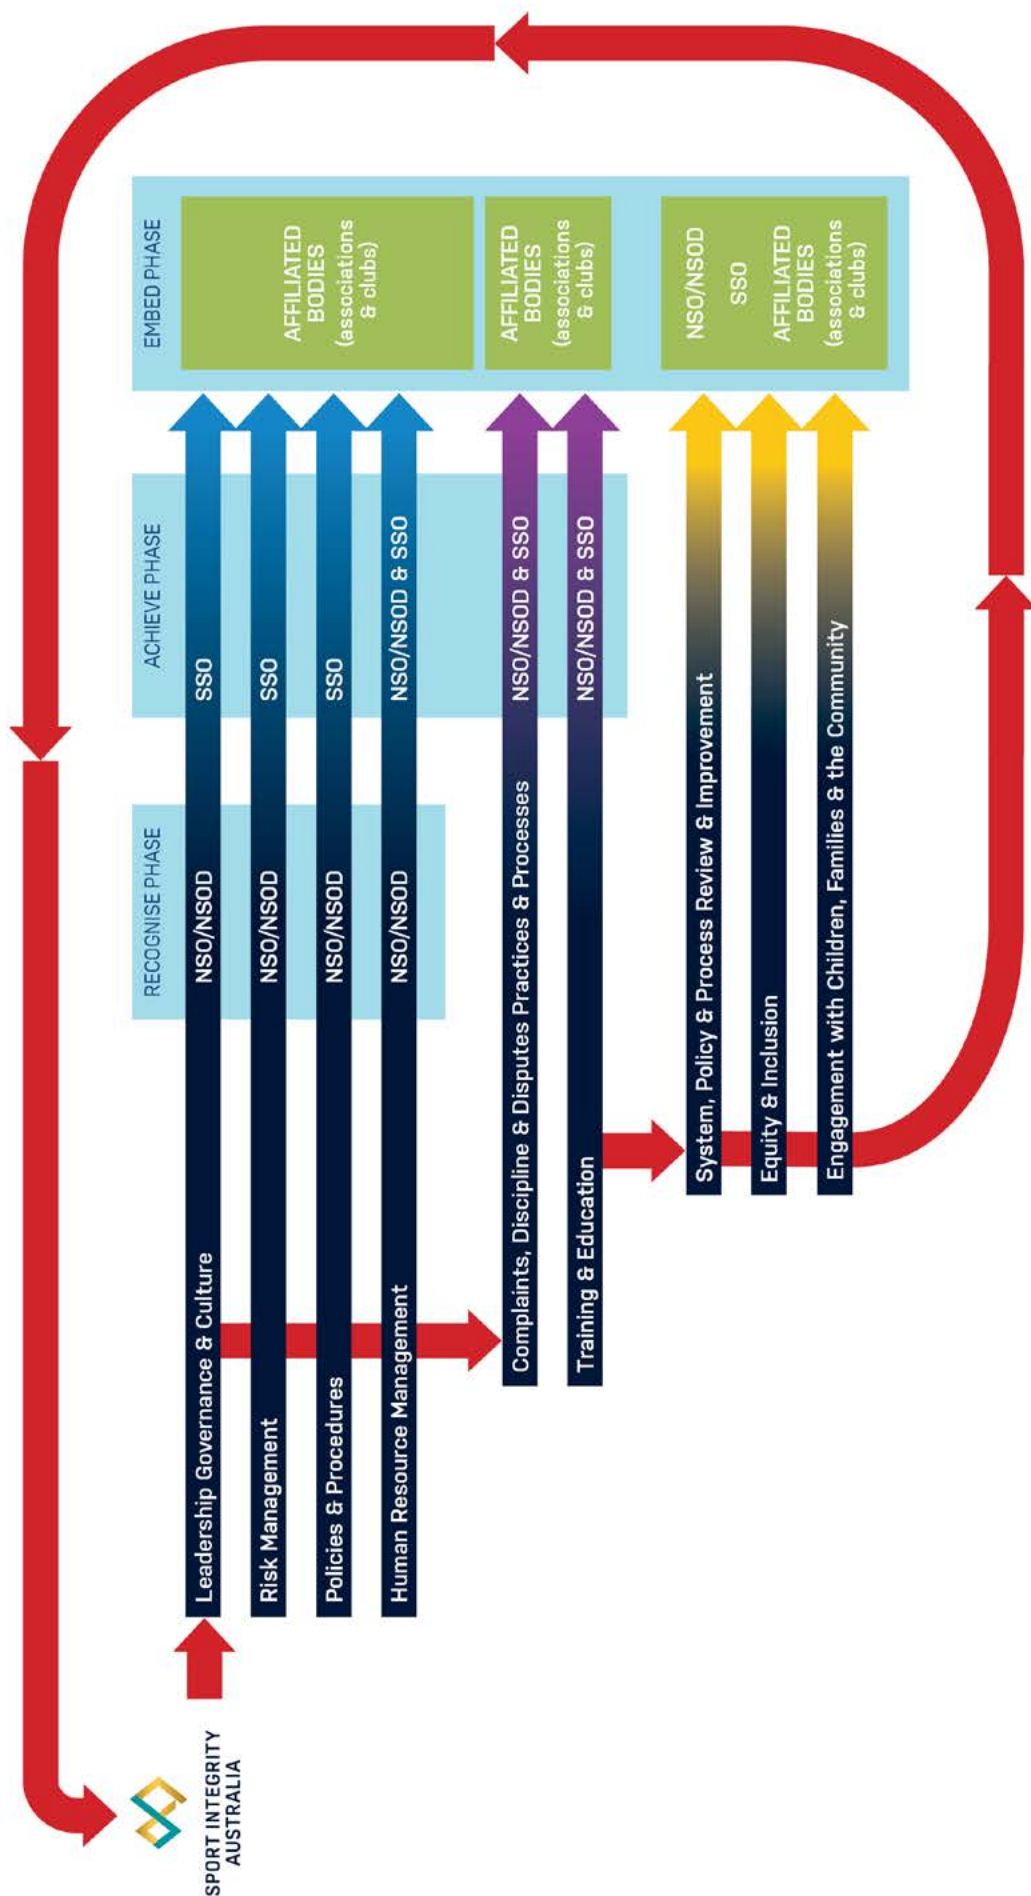 SPORT INTEGRITY
AUSTRALIA
RECOGNISE PHASE
ACHIEVE PHASE
EMBED PHASE
Leadership Governance & Culture
NSO/NSOD
SSO
Risk Management
NSO/NSOD
SSO
Policies & Procedures
NSO/NSOD
SSO
Human Resource Management
NSO/NSOD
NSO/NSOD & SSO
AFFILIATED
BODIES
(associations
& clubs)
Complaints, Discipline & Disputes Practices & Processes
NSO/NSOD & SSO
Training & Education
NSO/NSOD & SSO
AFFILIATED
BODIES
(associations
& clubs)
System, Policy & Process Review & Improvement
Equity & Inclusion
Engagement with Children, Families & the Community
NSO/NSOD
SSO
AFFILIATED
BODIES
(associations
& clubs)